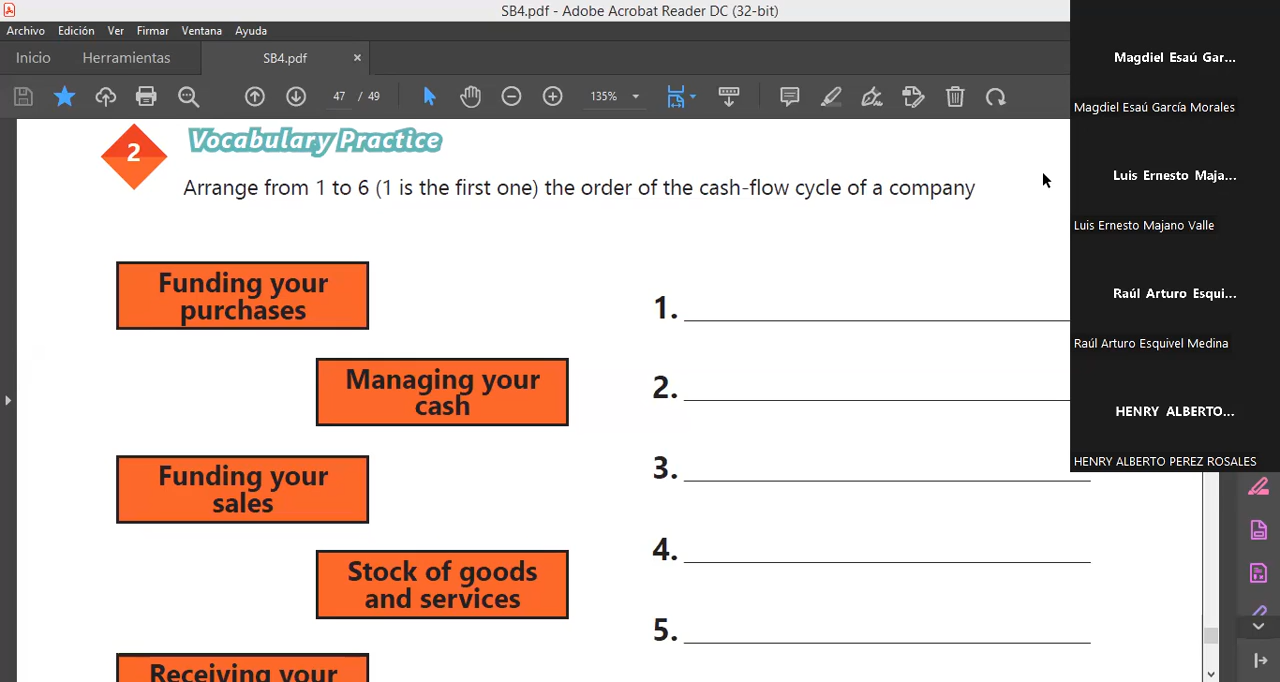 SB4.pdf - Adobe Acrobat Reader DC (32-bit)
Archivo Edición Ver Firmar Ventana Ayuda
Inicio Herramientas SB4.pdf ×
47 / 49 135%
2 Vocabulary Practice
Arrange from 1 to 6 (1 is the first one) the order of the cash-flow cycle of a company
Funding your
purchases
Managing your
cash
Funding your
sales
Stock of goods
and services
Receiving your
1.
2.
3.
4.
5.
Magdiel Esaú Gar...
Magdiel Esaú García Morales
Luis Ernesto Maja...
Luis Ernesto Majano Valle
Raúl Arturo Esqui...
Raúl Arturo Esquivel Medina
HENRY ALBERTO...
HENRY ALBERTO PEREZ ROSALES